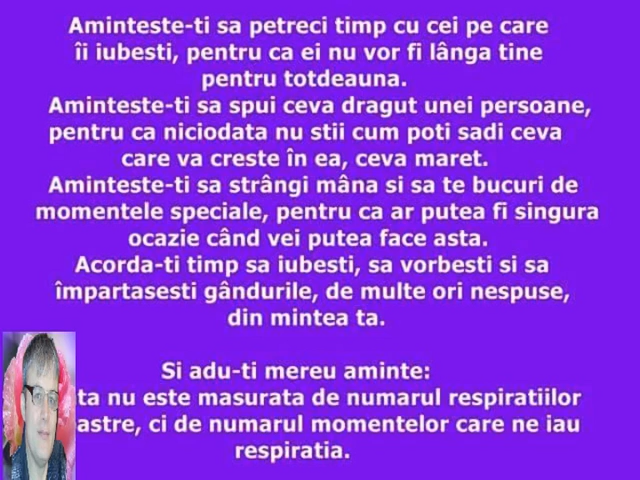 Aminteste-ti sa petreci timp cu cei pe care
îi iubesti, pentru ca ei nu vor fi lânga tine
pentru totdeauna.
Aminteste-ti sa spui ceva dragut unei persoane,
pentru ca niciodata nu stii cum poti sadi ceva
care va creste în ea, ceva maret.
Aminteste-ti sa strângi mâna si sa te bucuri de
momentele speciale, pentru ca ar putea fi singura
ocazie când vei putea face asta.
Acorda-ti timp sa iubesti, sa vorbesti si sa
împartasesti gândurile, de multe ori nespuse,
din mintea ta.
Si adu-ti mereu aminte:
ta nu este masurata de numarul respiratiilor
astre, ci de numarul momentelor care ne iau
respiratia.